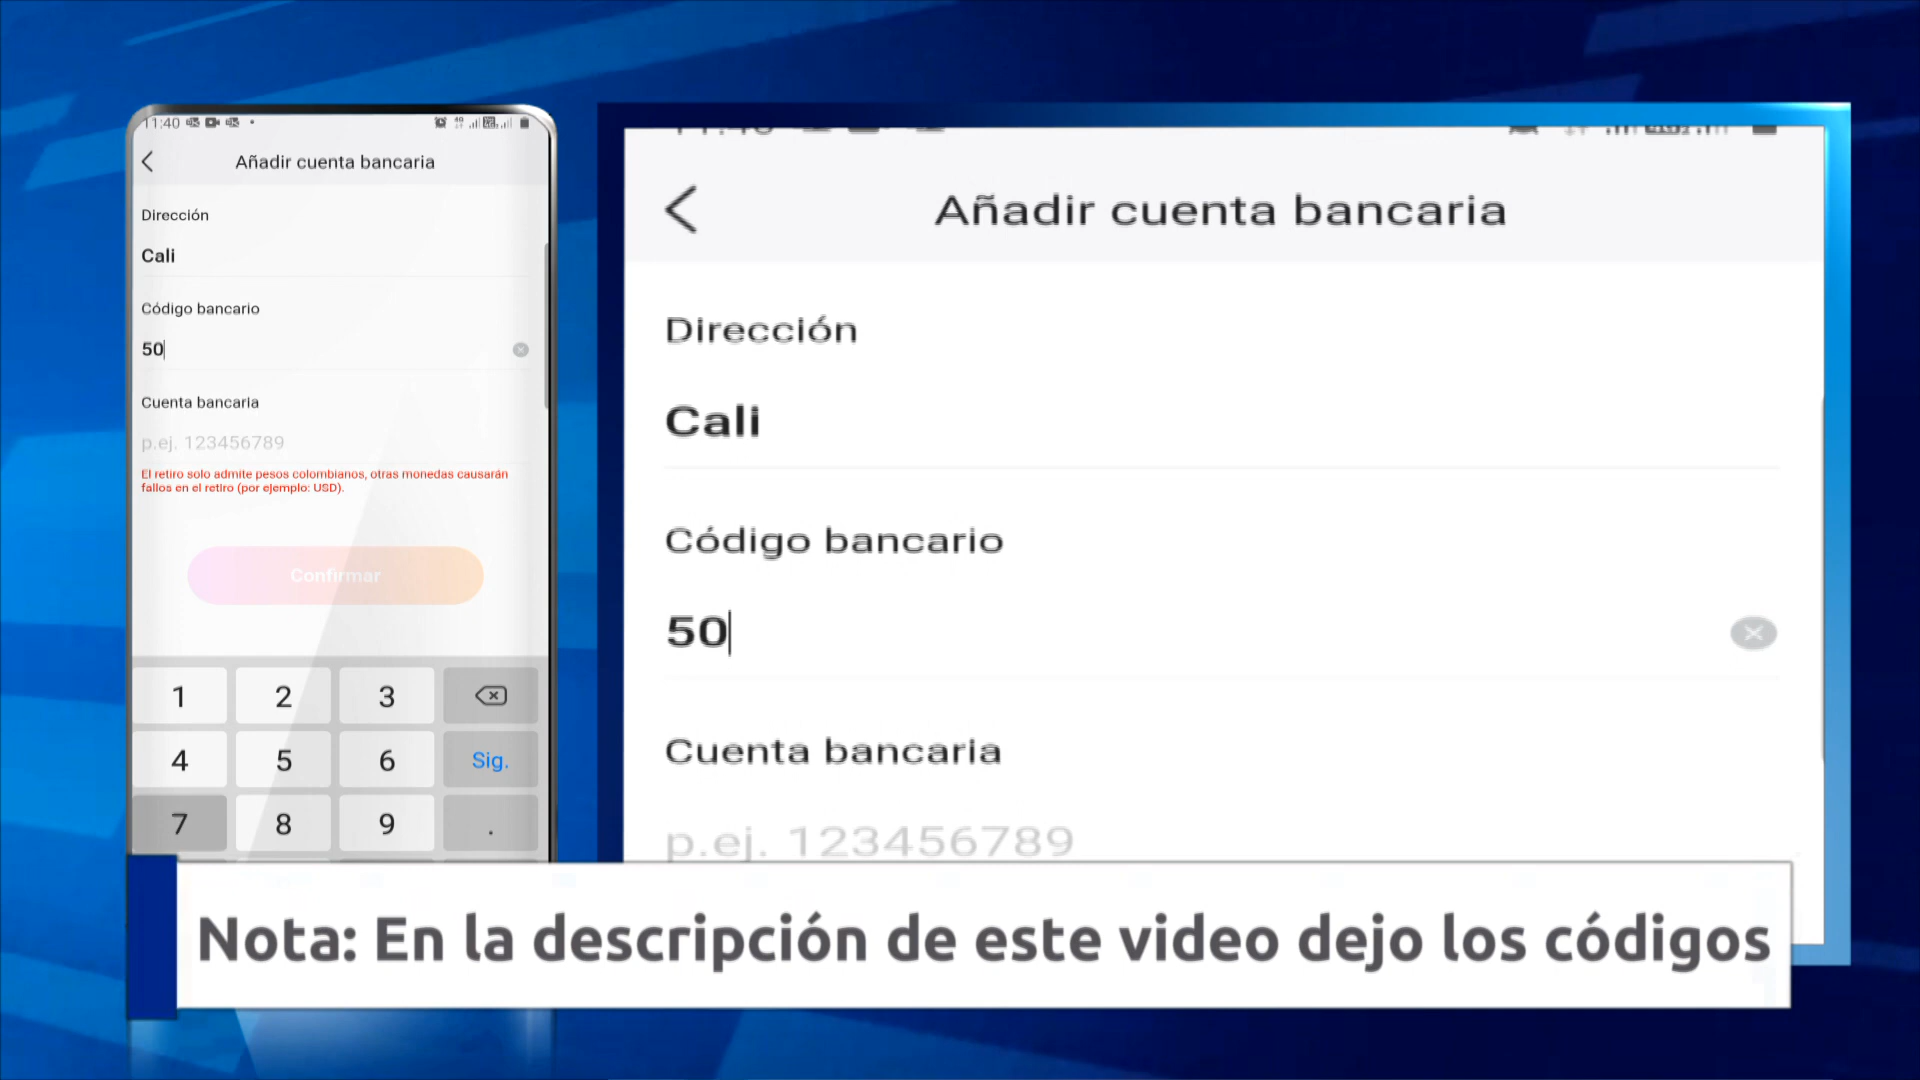 11:40
Añadir cuenta bancaria
Dirección
Cali
Código bancario
50
Cuenta bancaria
p.ej. 123456789
El retiro solo admite pesos colombianos, otras monedas causarán
fallos en el retiro (por ejemplo: USD).
Confirmar
1 2 3
4 5 6 Sig.
7 8 9 .
Añadir cuenta bancaria
Dirección
Cali
Código bancario
50
Cuenta bancaria
p.ej. 123456789
Nota: En la descripción de este video dejo los códigos